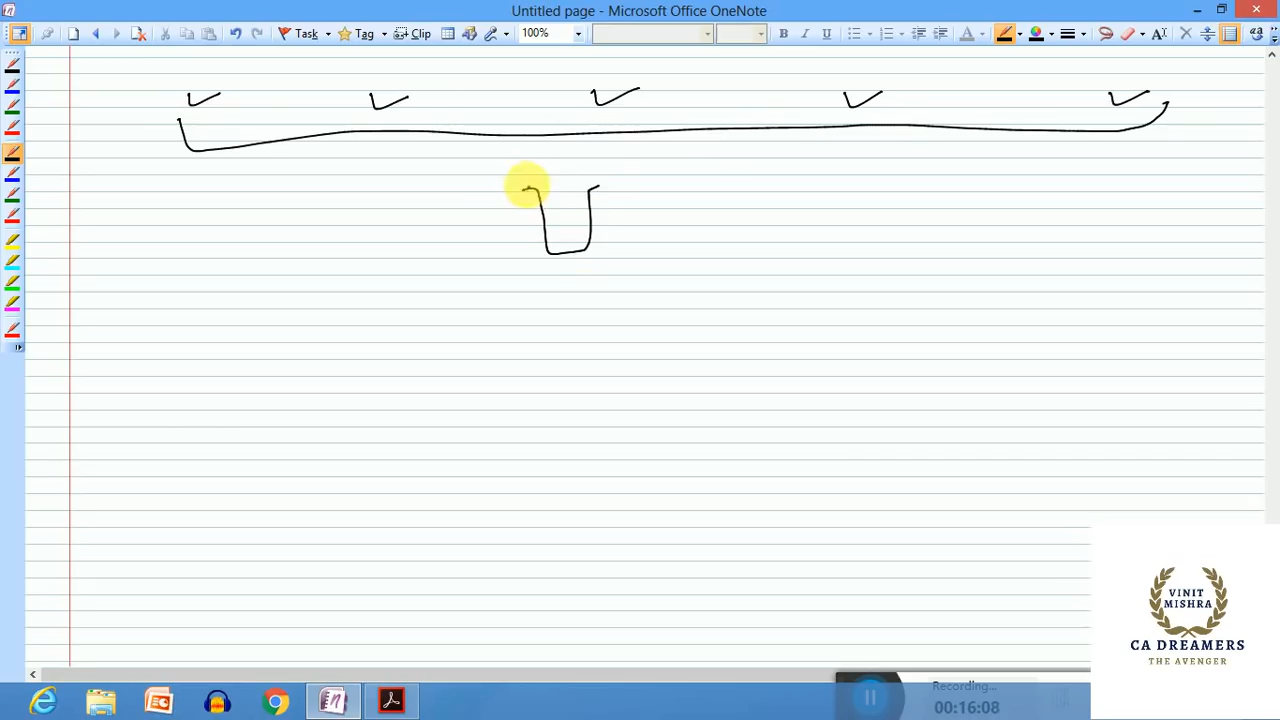 Untitled page - Microsoft Office OneNote
Task Tag Clip 100% B I U
VINIT
MISHRA
CA DREAMERS
THE AVENGER
Recording...
00:16:08